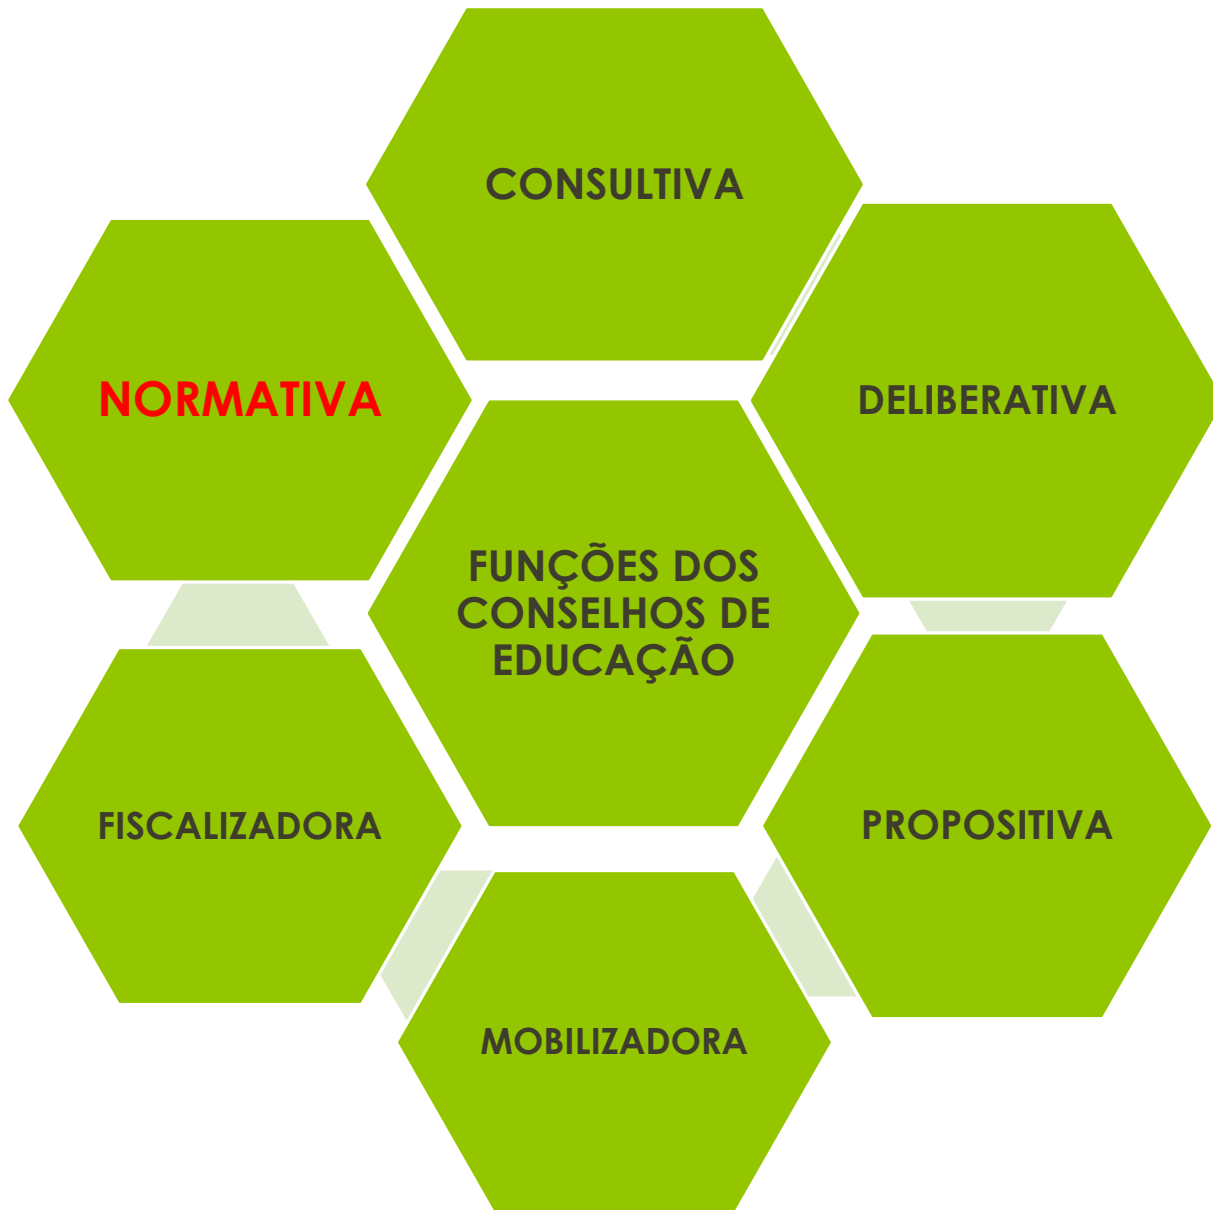 CONSULTIVA
NORMATIVA
DELIBERATIVA
FUNÇÕES DOS
CONSELHOS DE
EDUCAÇÃO
FISCALIZADORA
PROPOSITIVA
MOBILIZADORA